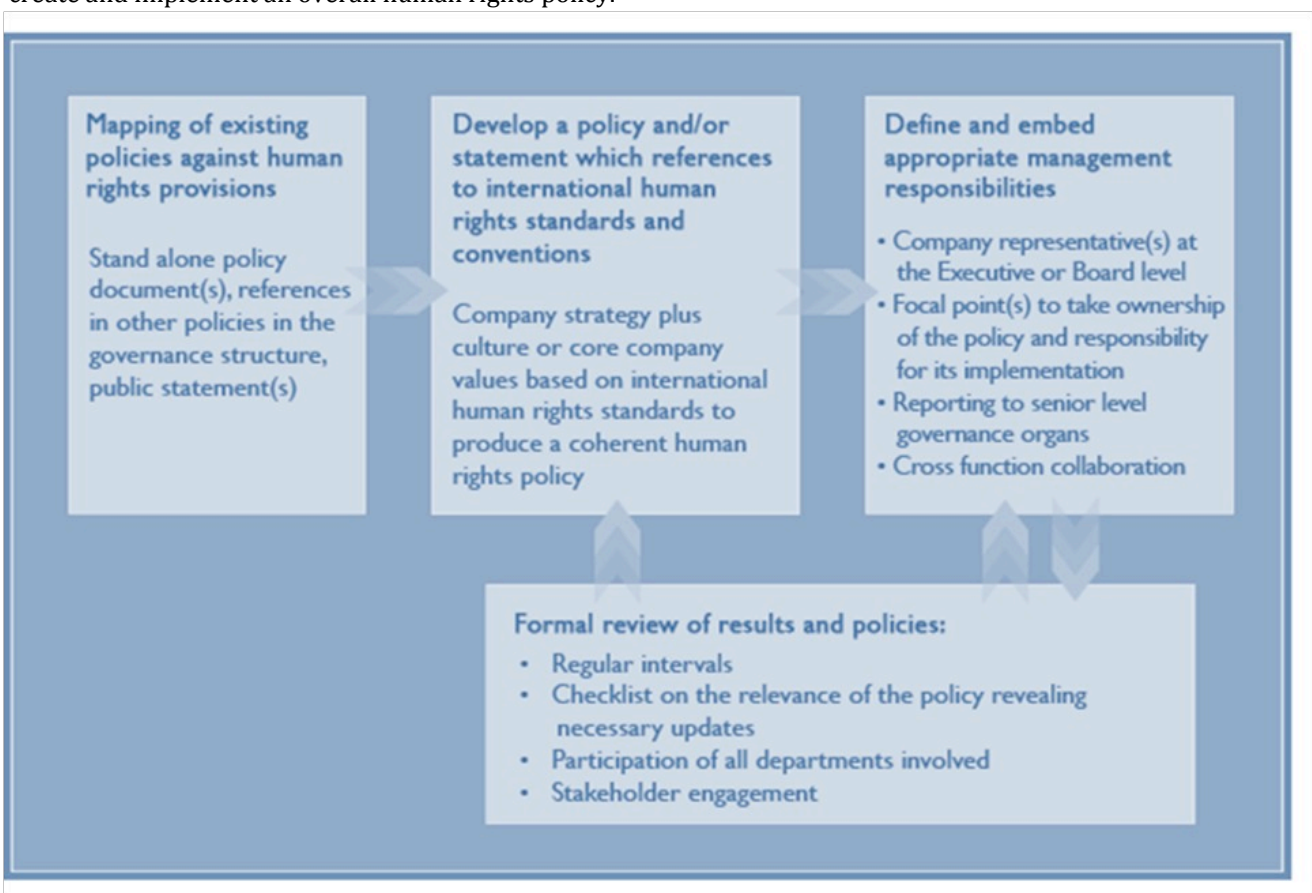 create and implement an overall human rights policy.
Mapping of existing
policies against human
rights provisions
Stand alone policy
document(s), references
in other policies in the
governance structure,
public statement(s)
Develop a policy and/or
statement which references
to international human
rights standards and
conventions
Company strategy plus
culture or core company
values based on international
human rights standards to
produce a coherent human
rights policy
Define and embed
appropriate management
responsibilities
• Company representative(s) at
the Executive or Board level
• Focal point(s) to take ownership
of the policy and responsibility
for its implementation
• Reporting to senior level
governance organs
• Cross function collaboration
Formal review of results and policies:
• Regular intervals
• Checklist on the relevance of the policy revealing
necessary updates
• Participation of all departments involved
• Stakeholder engagement